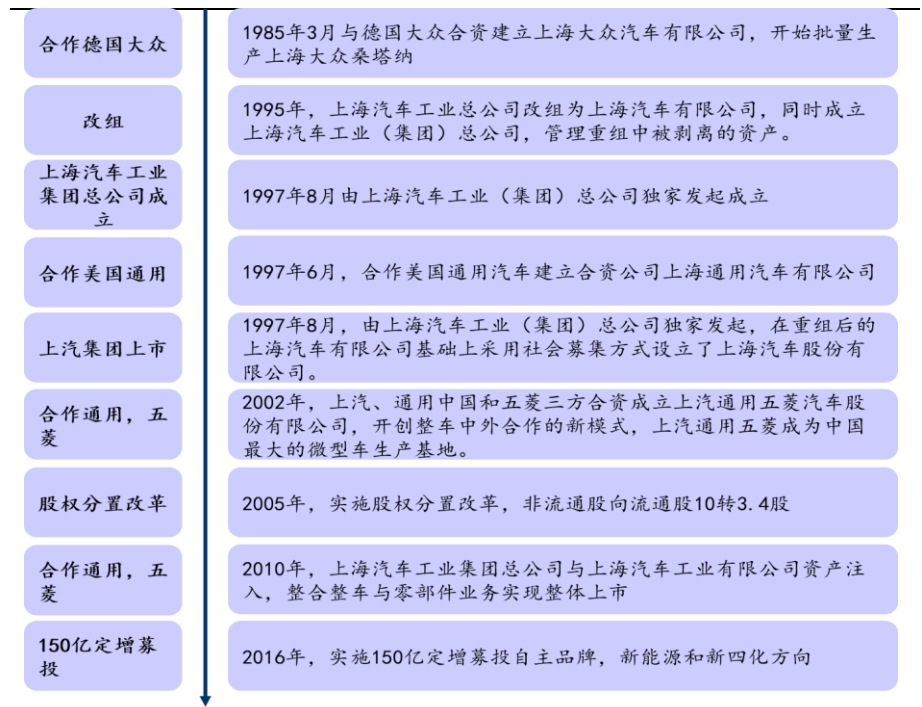 合作德国大众
1985年3月与德国大众合资建立上海大众汽车有限公司，开始批量生
产上海大众桑塔纳
改组
1995年，上海汽车工业总公司改组为上海汽车有限公司，同时成立
上海汽车工业（集团）总公司，管理重组中被剥离的资产。
上海汽车工业
集团总公司成
立
1997年8月由上海汽车工业（集团）总公司独家发起成立
合作美国通用
1997年6月，合作美国通用汽车建立合资公司上海通用汽车有限公司
上汽集团上市
1997年8月，由上海汽车工业（集团）总公司独家发起，在重组后的
上海汽车有限公司基础上采用社会募集方式设立了上海汽车股份有
限公司。
合作通用，五
菱
2002年，上汽、通用中国和五菱三方合资成立上汽通用五菱汽车股
份有限公司，开创整车中外合作的新模式，上汽通用五菱成为中国
最大的微型车生产基地。
股权分置改革
2005年，实施股权分置改革，非流通股向流通股10转3.4股
合作通用，五
菱
2010年，上海汽车工业集团总公司与上海汽车工业有限公司资产注
入，整合整车与零部件业务实现整体上市
150亿定增募
投
2016年，实施150亿定增募投自主品牌，新能源和新四化方向